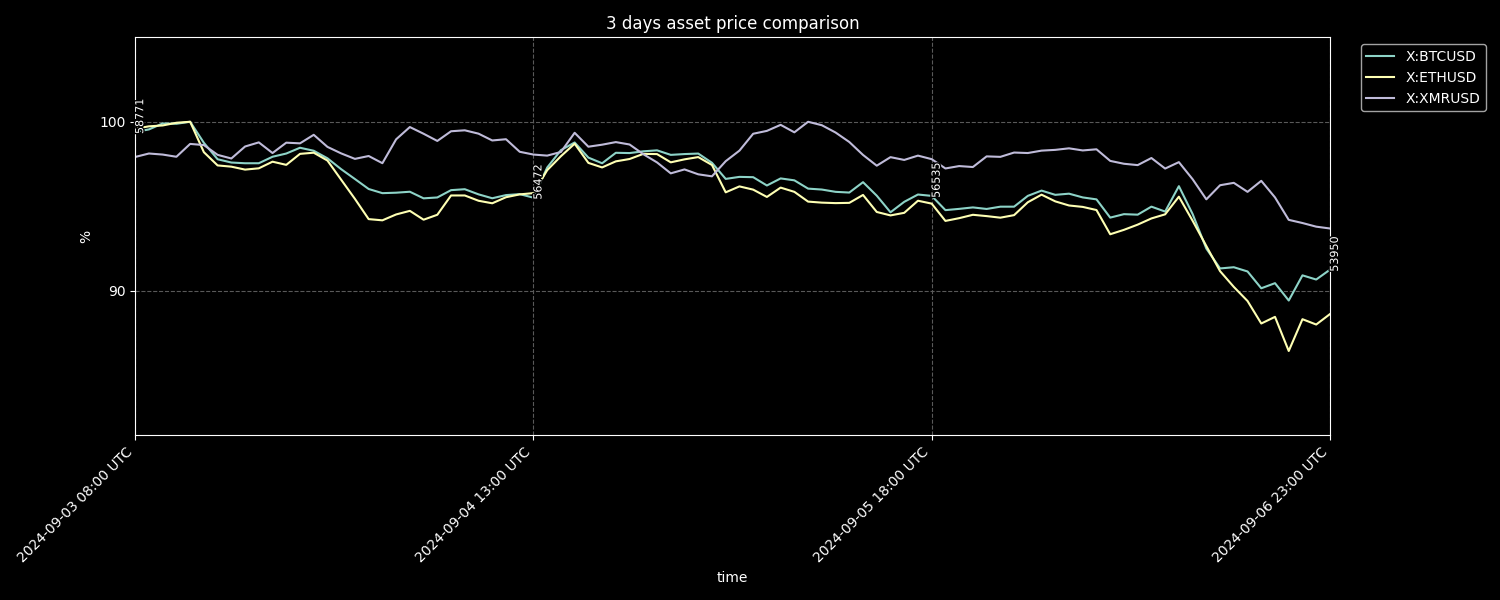 3 days asset price comparison
X:BTCUSD
X:ETHUSD
X:XMRUSD
100
90
%
58771
56472
56535
53950
2024-09-03 08:00 UTC
2024-09-04 13:00 UTC
2024-09-05 18:00 UTC
2024-09-06 23:00 UTC
time